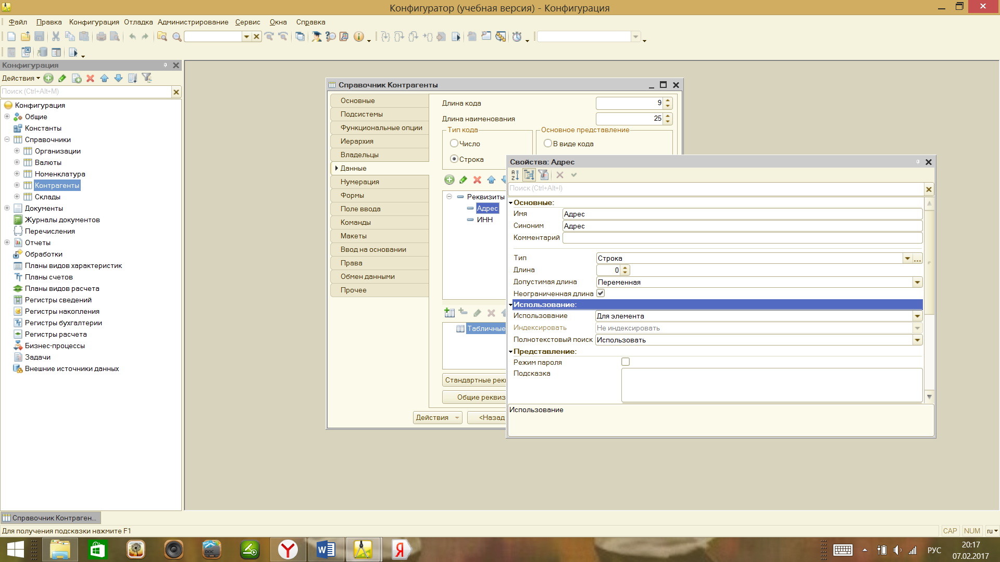 Конфигуратор (учебная версия) - Конфигурация
Файл Правка Конфигурация Отладка Администрирование Сервис Окна Справка
Конфигурация
Действия
Поиск (Ctrl+Alt+M)
Конфигурация
Общие
Константы
Справочники
Организации
Валюты
Номенклатура
Контрагенты
Склады
Документы
Журналы документов
Перечисления
Отчеты
Обработки
Планы видов характеристик
Планы счетов
Планы видов расчета
Регистры сведений
Регистры накопления
Регистры бухгалтерии
Регистры расчета
Бизнес-процессы
Задачи
Внешние источники данных
Справочник Контрагенты
Основные
Подсистемы
Функциональные опции
Иерархия
Владельцы
Данные
Нумерация
Формы
Поле ввода
Команды
Макеты
Ввод на основании
Права
Обмен данными
Прочее
Длина кода 9
Длина наименования 25
Тип кода
Число
Строка
Основное представление
В виде кода
Реквизиты
Адрес
ИНН
Табличные
Стандартные рек
Общие реквиз
Действия <Назад
Свойства: Адрес
Поиск (Ctrl+Alt+I)
Основные:
Имя Адрес
Синоним Адрес
Комментарий
Тип Строка ...
Длина 0
Допустимая длина Переменная
Неограниченная длина
Использование:
Использование Для элемента
Индексировать Не индексировать
Полнотекстовый поиск Использовать
Представление:
Режим пароля
Подсказка
Использование
Справочник Контраген...
Для получения подсказки нажмите F1
CAP NUM ru
DOC
РУС
20:17
07.02.2017